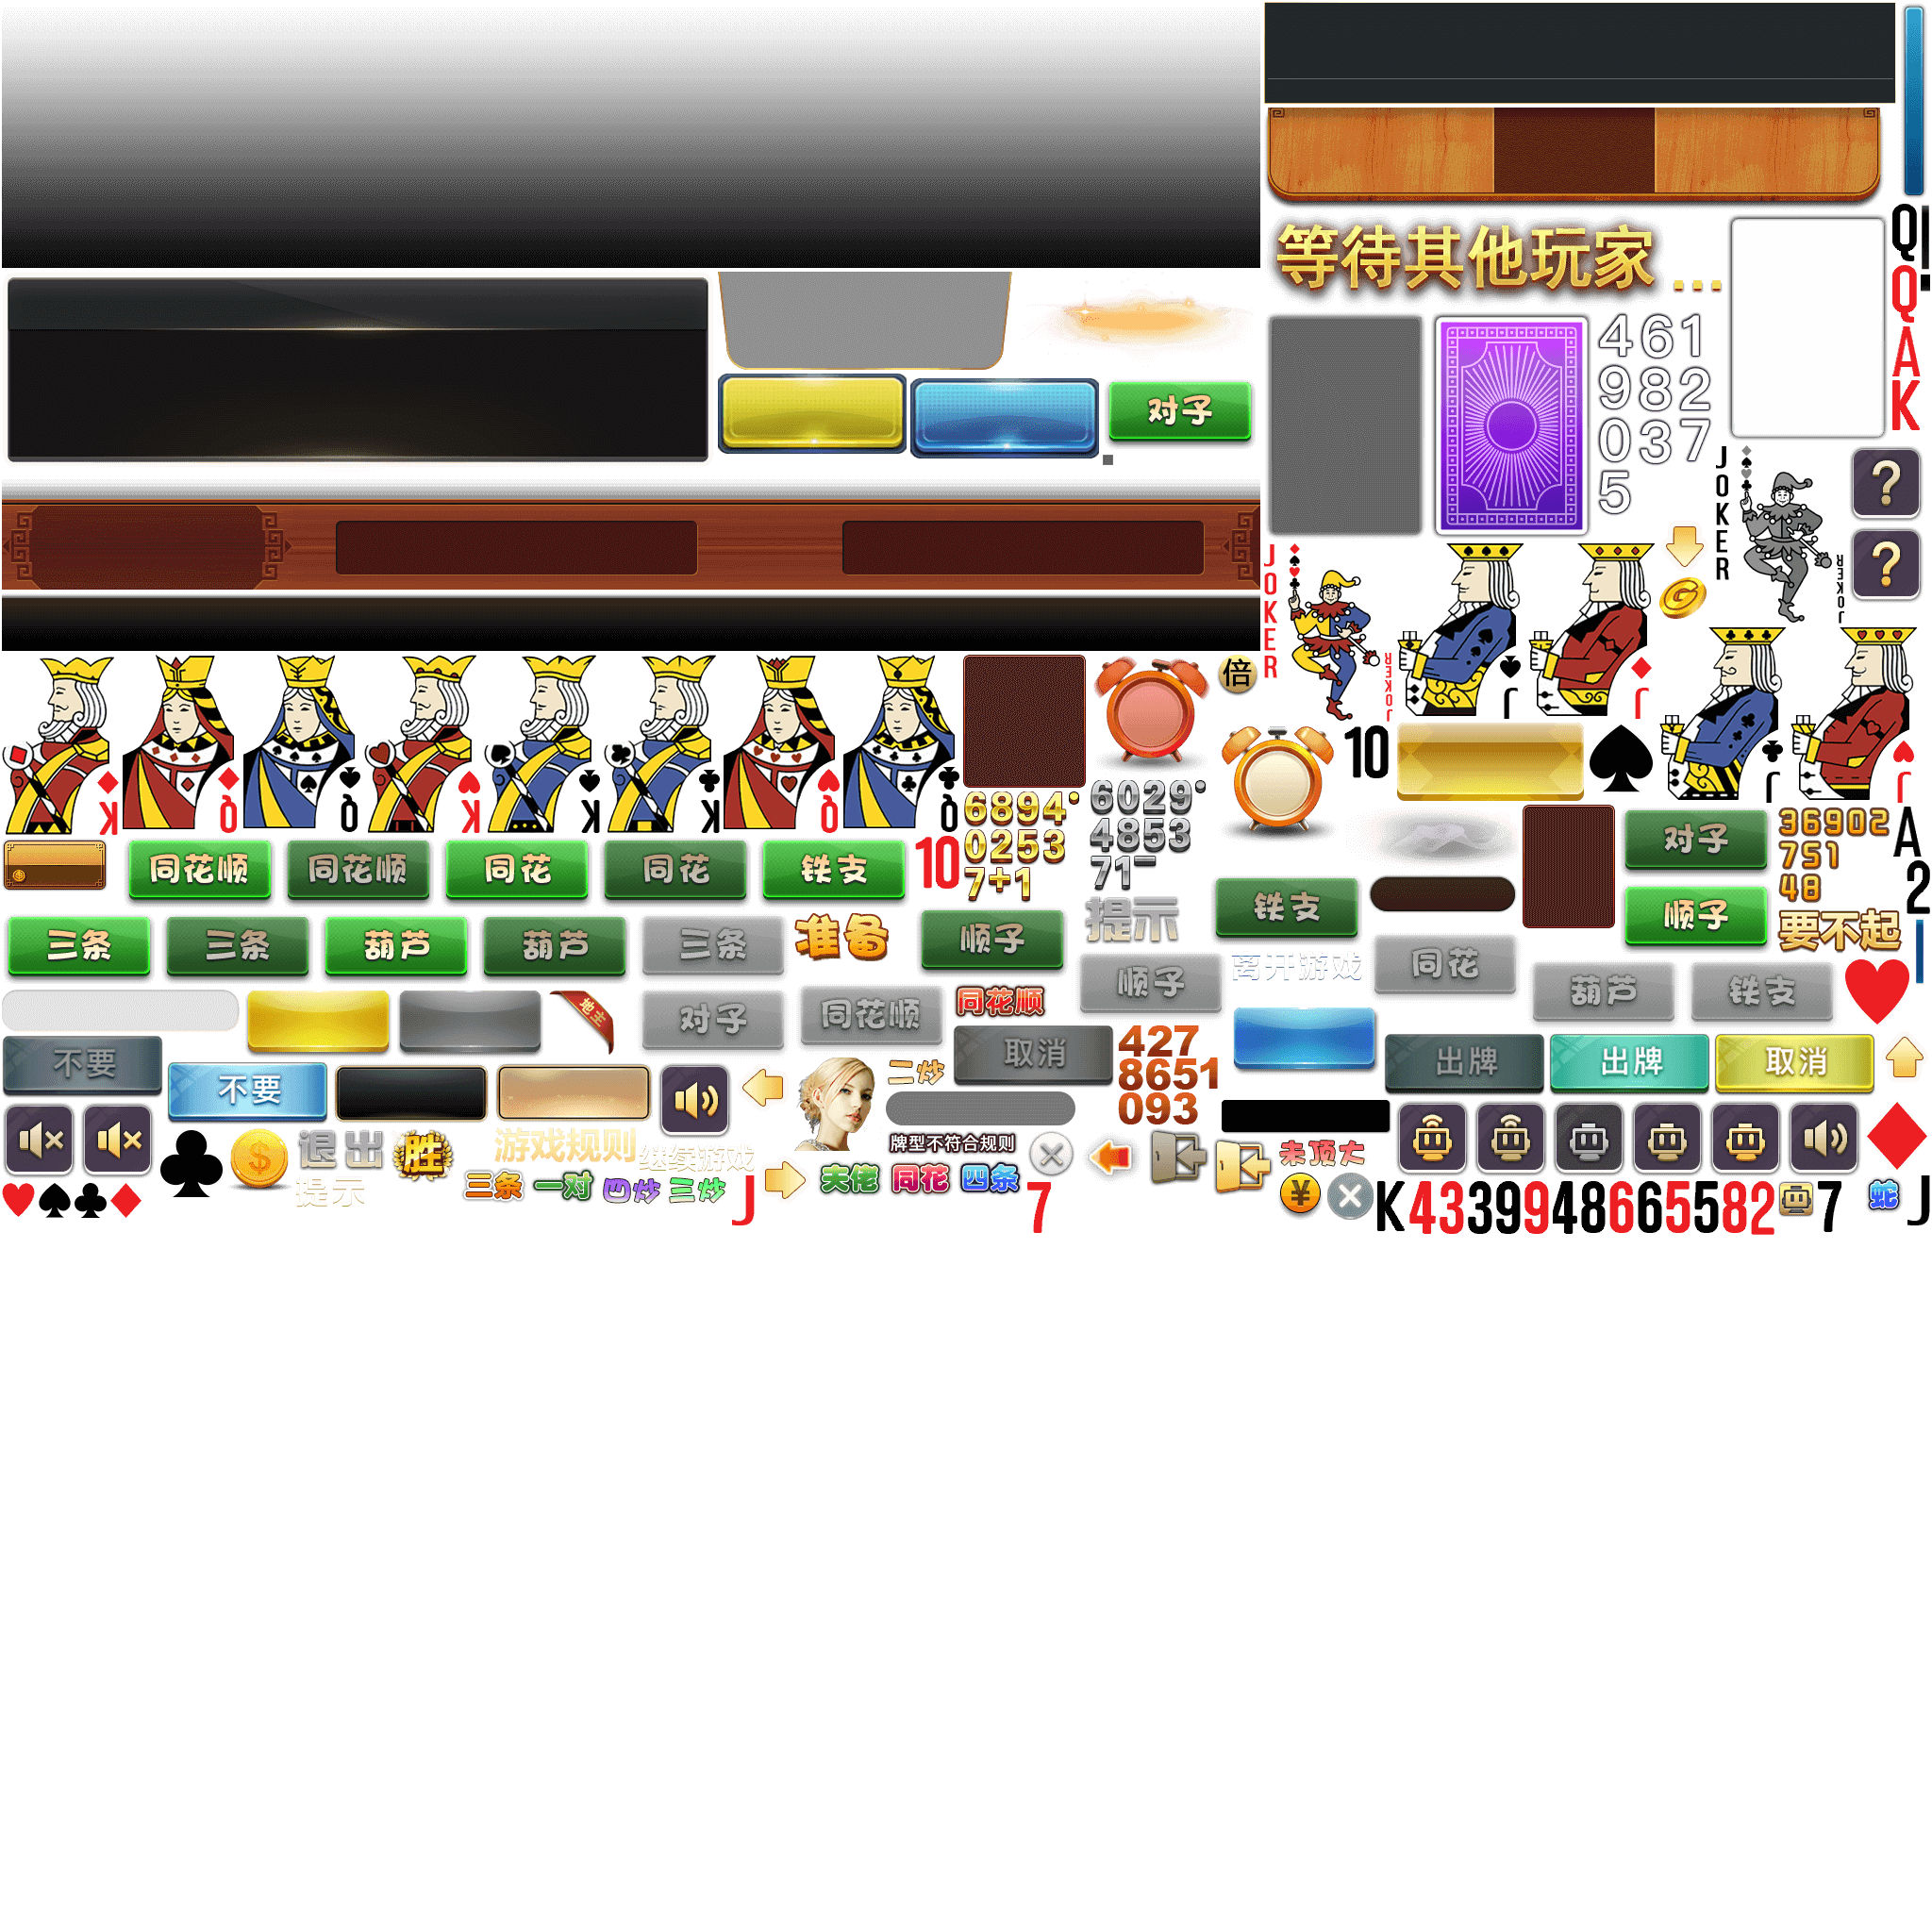 等待其他玩家...
Q
Q
A
K
461
982
037
5
对子
JOKER
JOKER
?
?
JOKER
JOKER
J
J
J
J
倍
K
Q
Q
K
K
K
Q
Q
10
6894
0253
7+1
6029
4853
71-
同花顺
同花顺
同花
同花
铁支
10
对子
36902
751
48
A
2
三条
三条
葫芦
葫芦
三条
准备
顺子
提示
铁支
顺子
要不起
离开游戏
同花
顺子
葫芦
铁支
地主
对子
同花顺
同花顺
不要
不要
二炒
取消
427
8651
093
出牌
出牌
取消
退出
胜
游戏规则
继续游戏
牌型不符合规则
未顶大
提示
三条
一对
四炒
三炒
J
夫佬
同花
四条
7
¥
K433994866558827
蛇
J